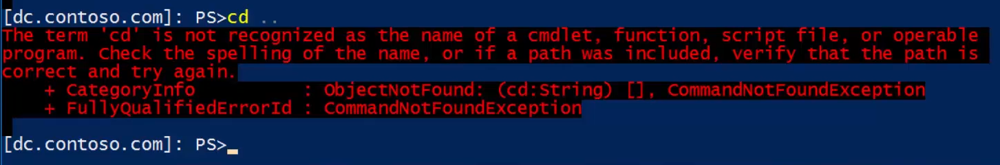 [dc.contoso.com]: PS>cd ..
The term 'cd' is not recognized as the name of a cmdlet, function, script file, or operable
program. Check the spelling of the name, or if a path was included, verify that the path is
correct and try again.
    + CategoryInfo          : ObjectNotFound: (cd:String) [], CommandNotFoundException
    + FullyQualifiedErrorId : CommandNotFoundException
[dc.contoso.com]: PS>_